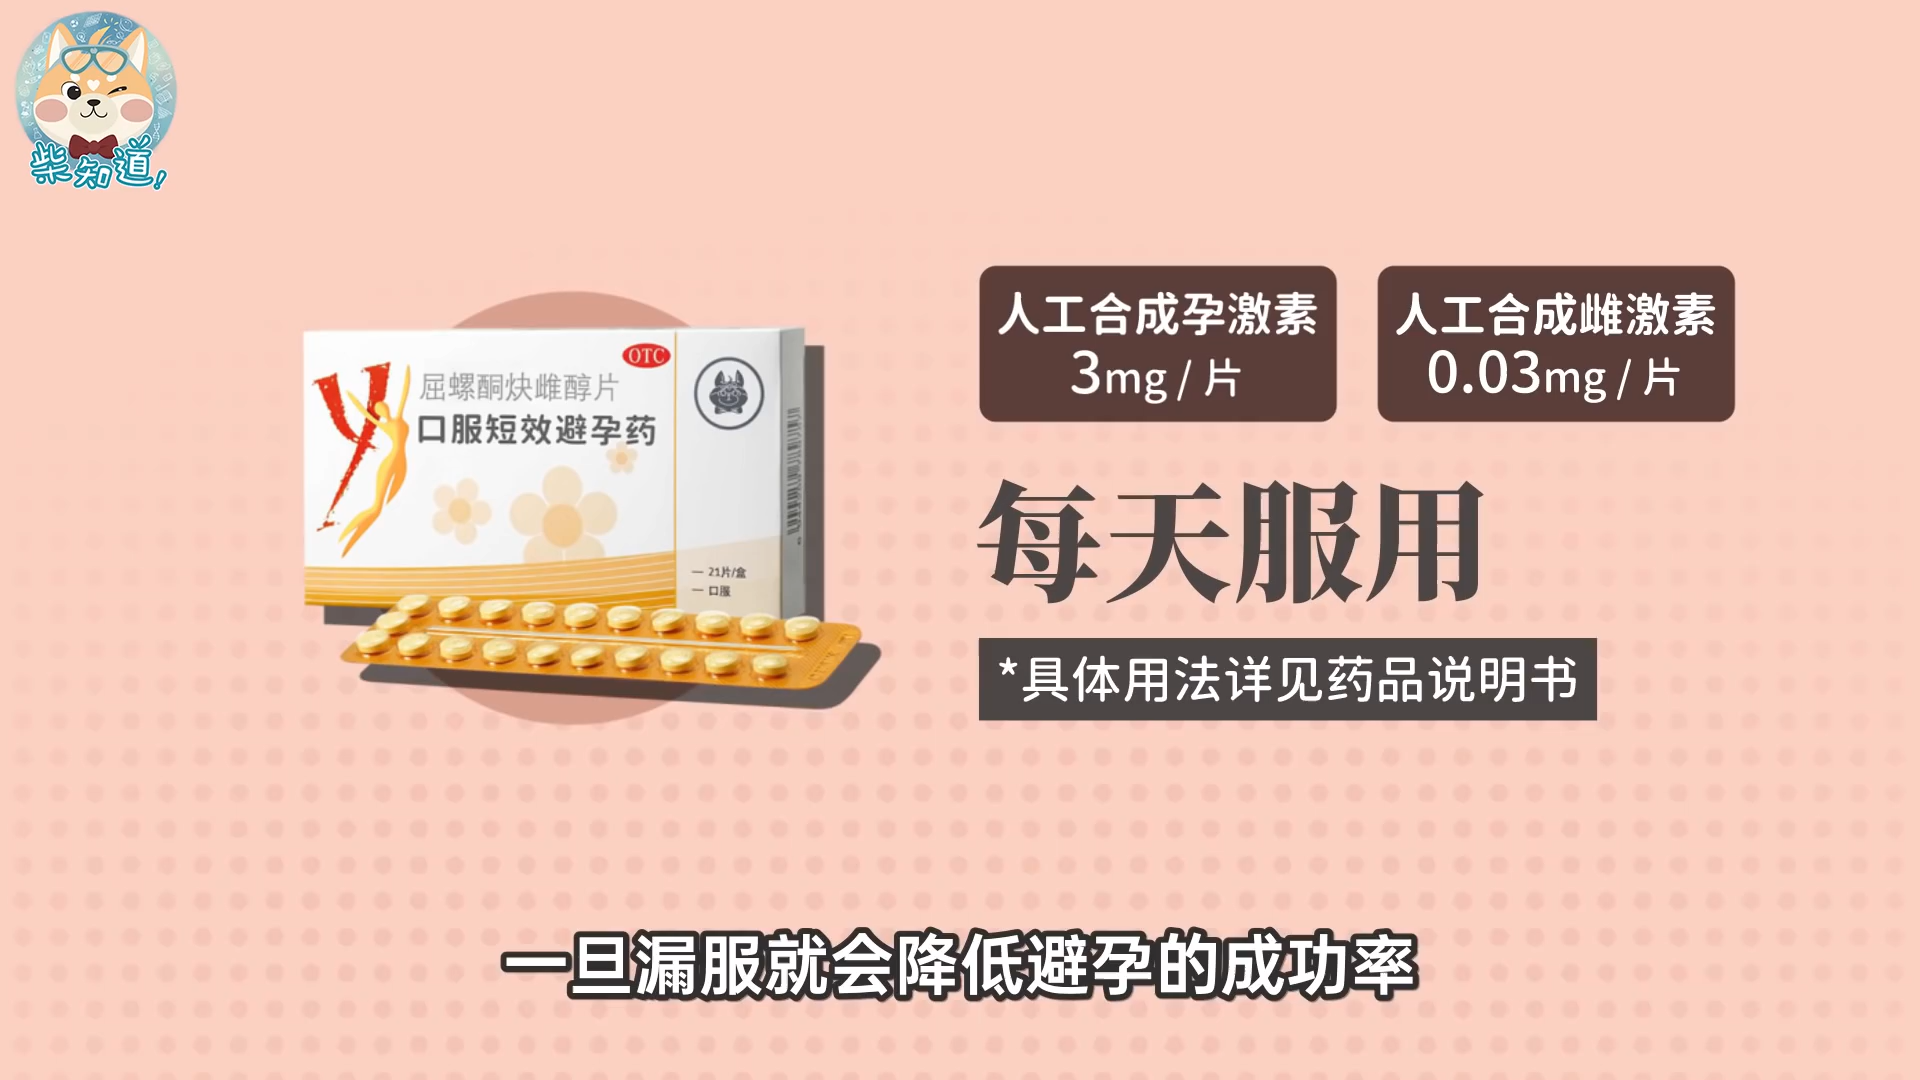 柴知道!
OTC
屈螺酮炔雌醇片
口服短效避孕药
一 21片/盒
一 口服
人工合成孕激素
3mg / 片
人工合成雌激素
0.03mg / 片
每天服用
*具体用法详见药品说明书
一旦漏服就会降低避孕的成功率